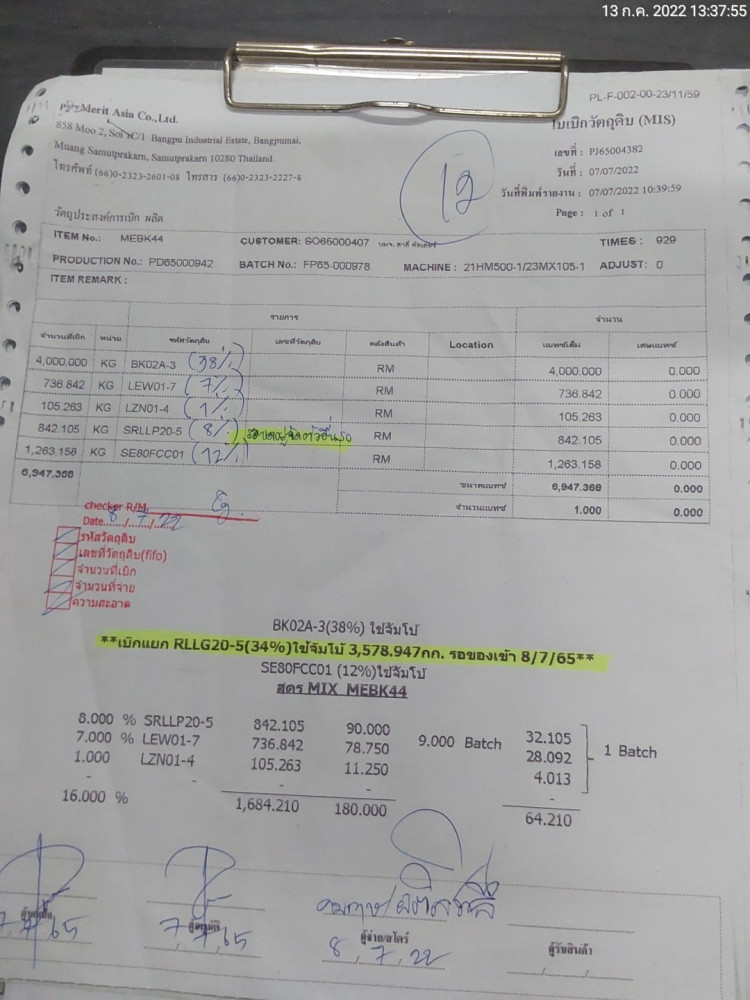 13 ก.ค. 2022 13:37:55
PL-F-002-00-23/11/59
Merit Asia Co.,Ltd.
858 Moo 2, Soi 1C/1 Bangpu Industrial Estate, Bangpumai,
Muang Samutprakarn, Samutprakarn 10280 Thailand.
โทรศัพท์ (66)0-2323-2601-08 โทรสาร (66)0-2323-2227-8
ใบเบิกวัตถุดิบ (MIS)
เลขที่ : PJ65004382
วันที่ : 07/07/2022
วันที่พิมพ์รายงาน : 07/07/2022 10:39:59
Page : 1 of 1
12
วัตถุประสงค์การเบิก ผลิต
ITEM No.: MEBK44 CUSTOMER: SO65000407 TIMES : 929
PRODUCTION No.: PD65000942 BATCH No.: FP65-000978 MACHINE : 21HM500-1/23MX105-1 ADJUST: 0
ITEM REMARK :
รายการ จำนวน
จำนวนที่เบิก หน่วย รหัสวัตถุดิบ เลขที่วัตถุดิบ คลังสินค้า Location แบทซ์เต็ม เศษแบทซ์
4,000.000 KG BK02A-3 (38%) RM 4,000.000 0.000
736.842 KG LEW01-7 (7%) RM 736.842 0.000
105.263 KG LZN01-4 (1%) RM 105.263 0.000
842.105 KG SRLLP20-5 (8%) RM 842.105 0.000
1,263.158 KG SE80FCC01 (12%) RM 1,263.158 0.000
6,947.368 ขนาดแบทซ์ 6,947.368 0.000
จำนวนแบทซ์ 1.000 0.000
checker R/M
Date 8/7/22
รหัสวัตถุดิบ
เลขที่วัตถุดิบ(fifo)
จำนวนที่เบิก
จำนวนที่จ่าย
ความสะอาด
BK02A-3(38%) ใช้จัมโบ้
**เบิกแยก RLLG20-5(34%)ใช้จัมโบ้ 3,578.947กก. รอของเข้า 8/7/65**
SE80FCC01 (12%)ใช้จัมโบ้
สูตร MIX MEBK44
8.000 % SRLLP20-5 842.105 90.000 9.000 Batch 32.105 1 Batch
7.000 % LEW01-7 736.842 78.750 28.092
1.000 LZN01-4 105.263 11.250 4.013
- - - -
16.000 % 1,684.210 180.000 64.210
7/7/65 7/7/65 8/7/22
ผู้อนุมัติ ผู้จ่าย/สโตร์ ผู้รับสินค้า